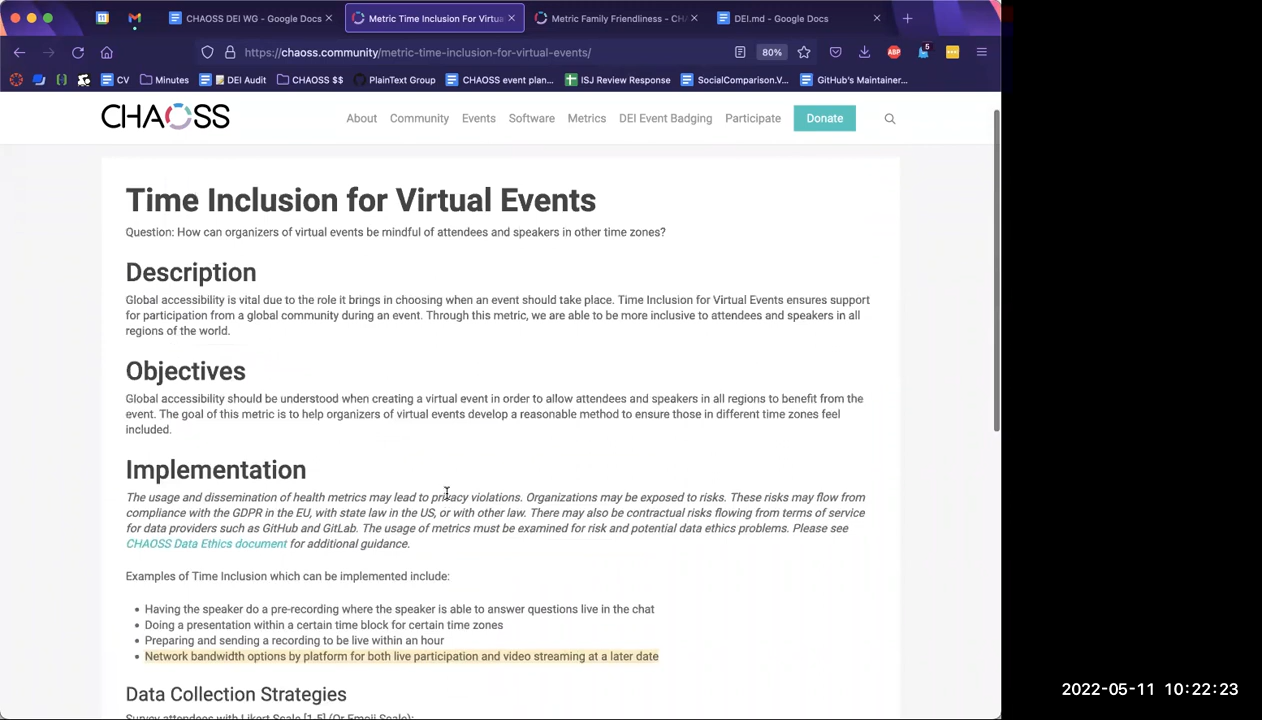 CHAOSS DEI WG - Google Docs
Metric Time Inclusion For Virtua
Metric Family Friendliness - CHA
DEI.md - Google Docs
https://chaoss.community/metric-time-inclusion-for-virtual-events/
80%
ABP
5
CV
Minutes
DEI Audit
CHAOSS $$
PlainText Group
CHAOSS event plan...
ISJ Review Response
SocialComparison.V...
GitHub's Maintainer...
CHAOSS
About
Community
Events
Software
Metrics
DEI Event Badging
Participate
Donate
Time Inclusion for Virtual Events
Question: How can organizers of virtual events be mindful of attendees and speakers in other time zones?
Description
Global accessibility is vital due to the role it brings in choosing when an event should take place. Time Inclusion for Virtual Events ensures support
for participation from a global community during an event. Through this metric, we are able to be more inclusive to attendees and speakers in all
regions of the world.
Objectives
Global accessibility should be understood when creating a virtual event in order to allow attendees and speakers in all regions to benefit from the
event. The goal of this metric is to help organizers of virtual events develop a reasonable method to ensure those in different time zones feel
included.
Implementation
The usage and dissemination of health metrics may lead to privacy violations. Organizations may be exposed to risks. These risks may flow from
compliance with the GDPR in the EU, with state law in the US, or with other law. There may also be contractual risks flowing from terms of service
for data providers such as GitHub and GitLab. The usage of metrics must be examined for risk and potential data ethics problems. Please see
CHAOSS Data Ethics document for additional guidance.
Examples of Time Inclusion which can be implemented include:
• Having the speaker do a pre-recording where the speaker is able to answer questions live in the chat
• Doing a presentation within a certain time block for certain time zones
• Preparing and sending a recording to be live within an hour
• Network bandwidth options by platform for both live participation and video streaming at a later date
Data Collection Strategies
Survey attendees with Likert Scale [1-5] (Or Emoji Scale):
2022-05-11 10:22:23